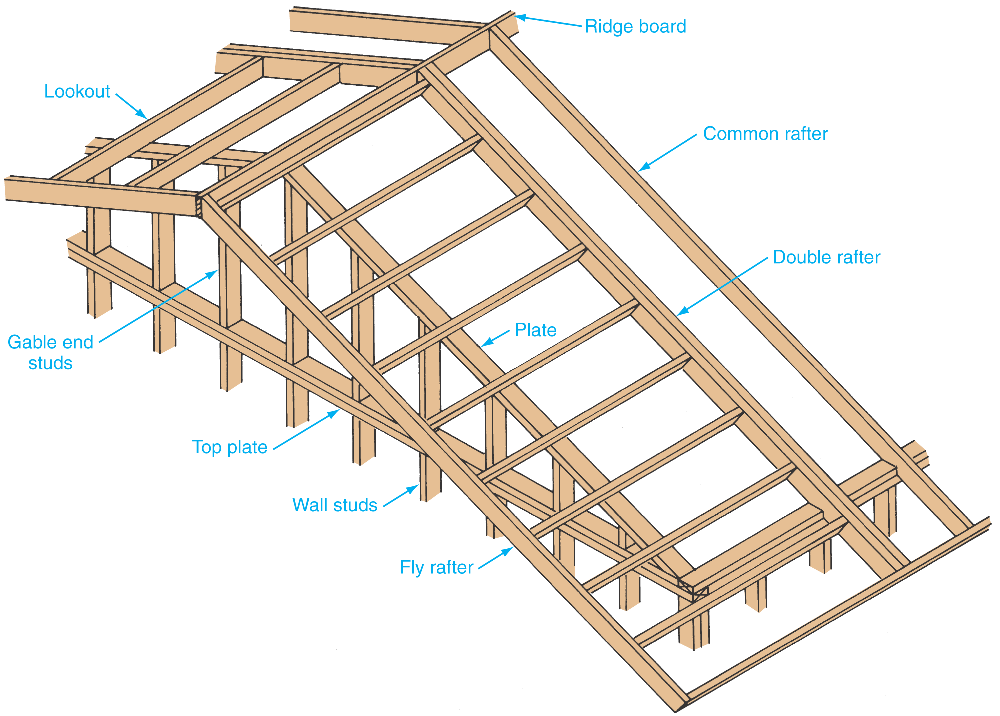 Ridge board
Lookout
Common rafter
Double rafter
Plate
Gable end
studs
Top plate
Wall studs
Fly rafter